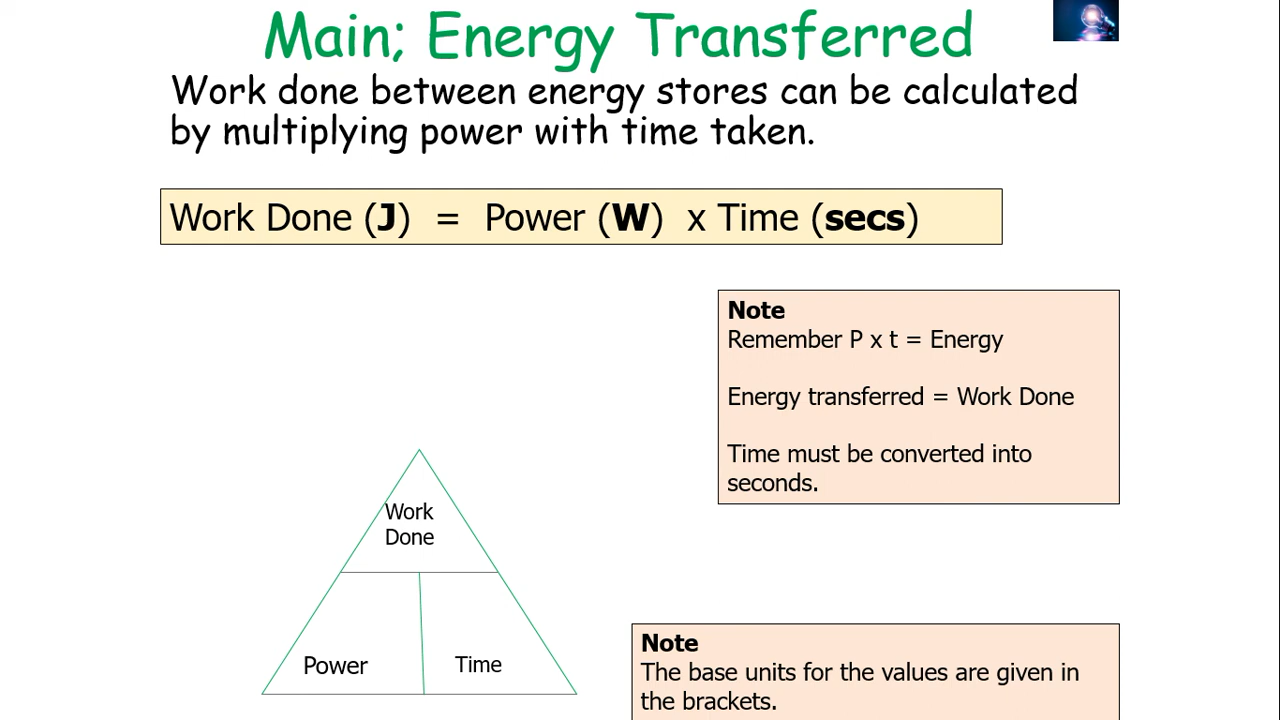 Main; Energy Transferred
Work done between energy stores can be calculated
by multiplying power with time taken.
Work Done (J) = Power (W) x Time (secs)
Note
Remember P x t = Energy
Energy transferred = Work Done
Time must be converted into
seconds.
Work
Done
Power
Time
Note
The base units for the values are given in
the brackets.